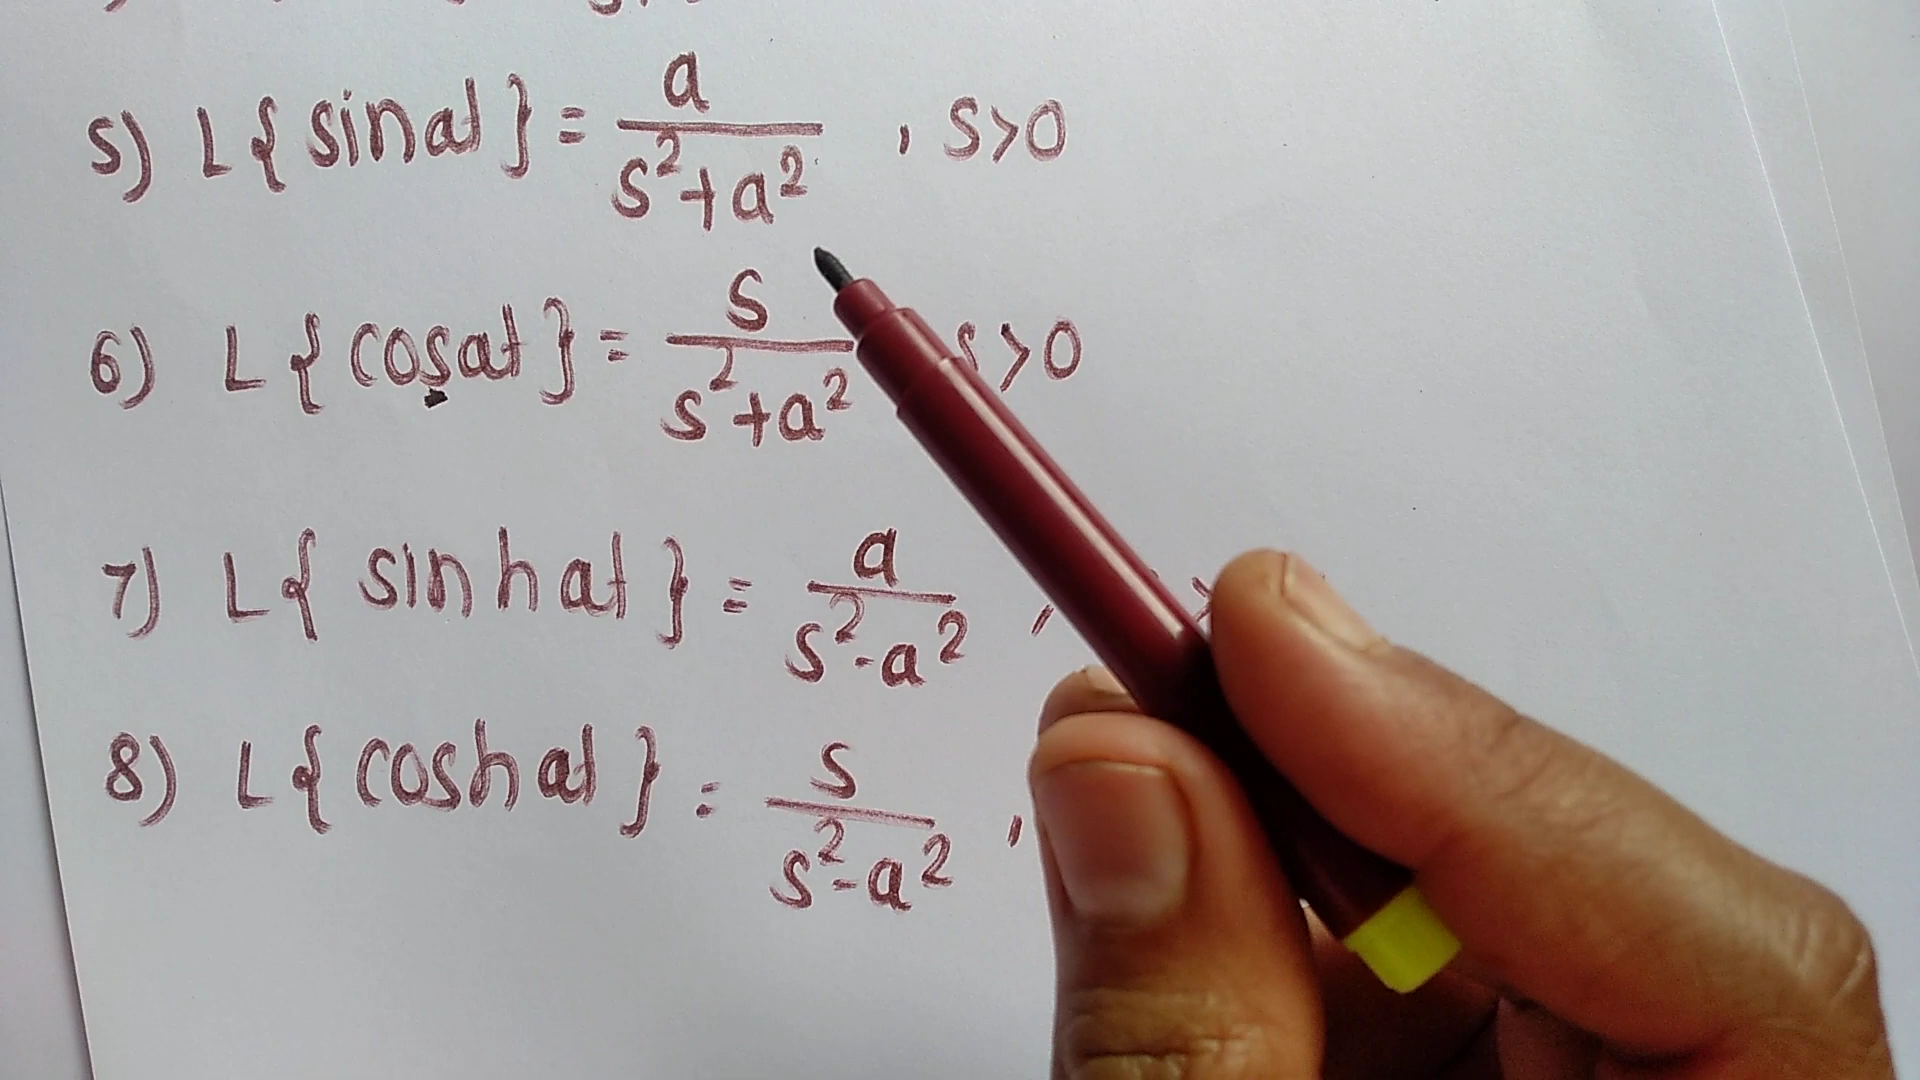 5) L{sinat} = a/(s²+a²) , s>0
6) L{cosat} = s/(s²+a²) s>0
7) L{sinhat} = a/(s²-a²) ,
8) L{coshat} = s/(s²-a²) ,